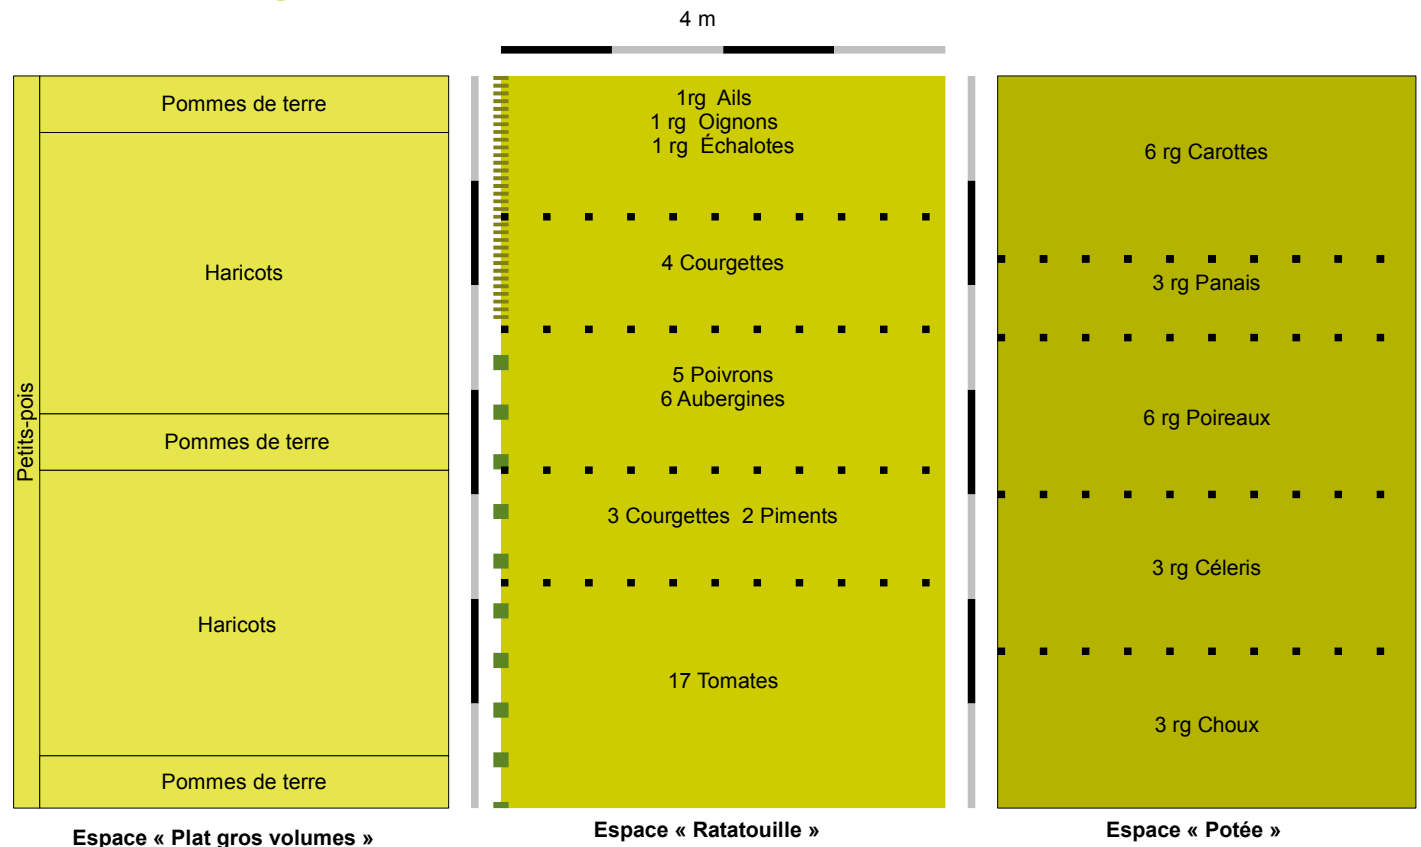 4 m
Pommes de terre
Haricots
Pommes de terre
Haricots
Pommes de terre
Petits-pois
Espace « Plat gros volumes »
1rg Ails
1 rg Oignons
1 rg Échalotes
4 Courgettes
5 Poivrons
6 Aubergines
3 Courgettes 2 Piments
17 Tomates
Espace « Ratatouille »
6 rg Carottes
3 rg Panais
6 rg Poireaux
3 rg Céleris
3 rg Choux
Espace « Potée »